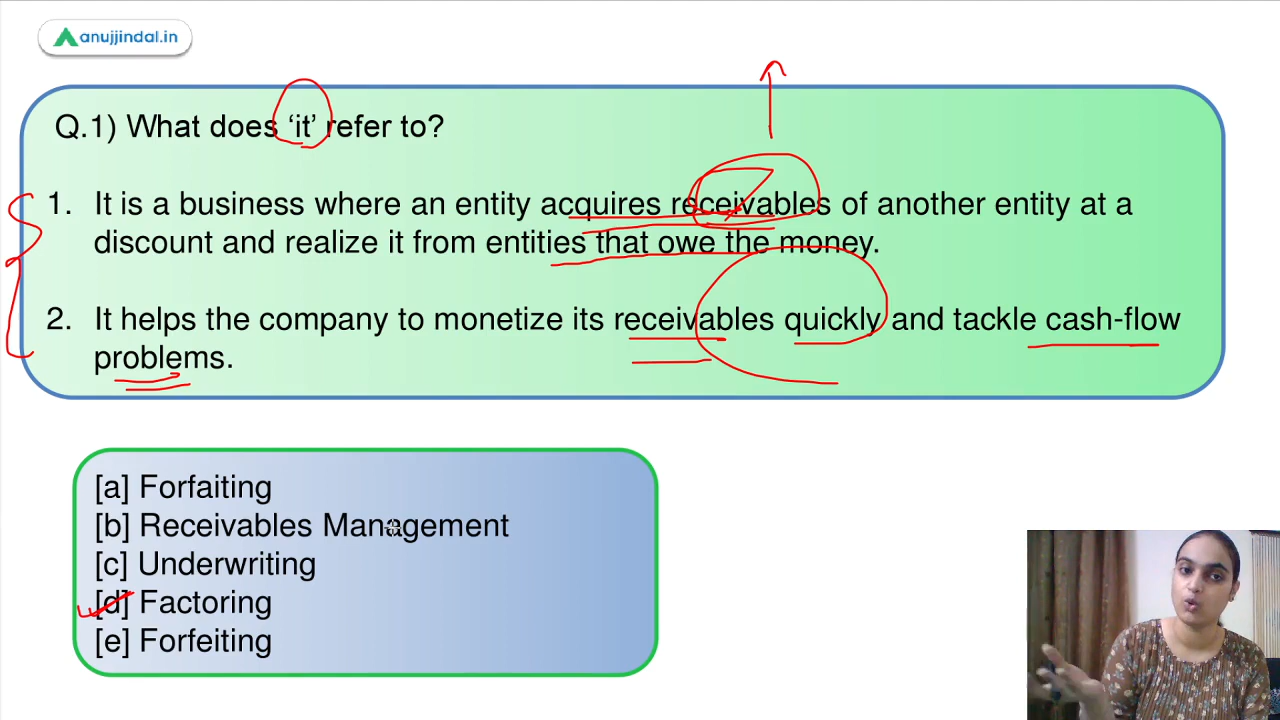 anujjindal.in
Q.1) What does ‘it’ refer to?
1. It is a business where an entity acquires receivables of another entity at a
discount and realize it from entities that owe the money.
2. It helps the company to monetize its receivables quickly and tackle cash-flow
problems.
[a] Forfaiting
[b] Receivables Management
[c] Underwriting
[d] Factoring
[e] Forfeiting